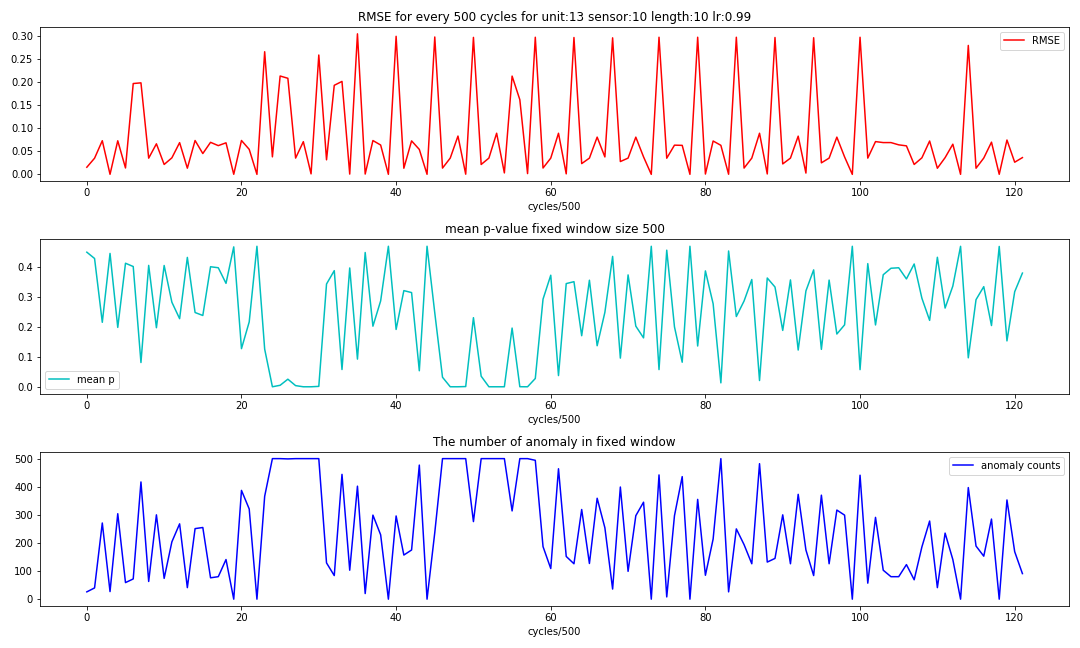 RMSE for every 500 cycles for unit:13 sensor:10 length:10 lr:0.99
RMSE
0.30
0.25
0.20
0.15
0.10
0.05
0.00
0 20 40 60 80 100 120
cycles/500
mean p-value fixed window size 500
0.4
0.3
0.2
0.1
0.0
mean p
0 20 40 60 80 100 120
cycles/500
The number of anomaly in fixed window
anomaly counts
500
400
300
200
100
0
0 20 40 60 80 100 120
cycles/500